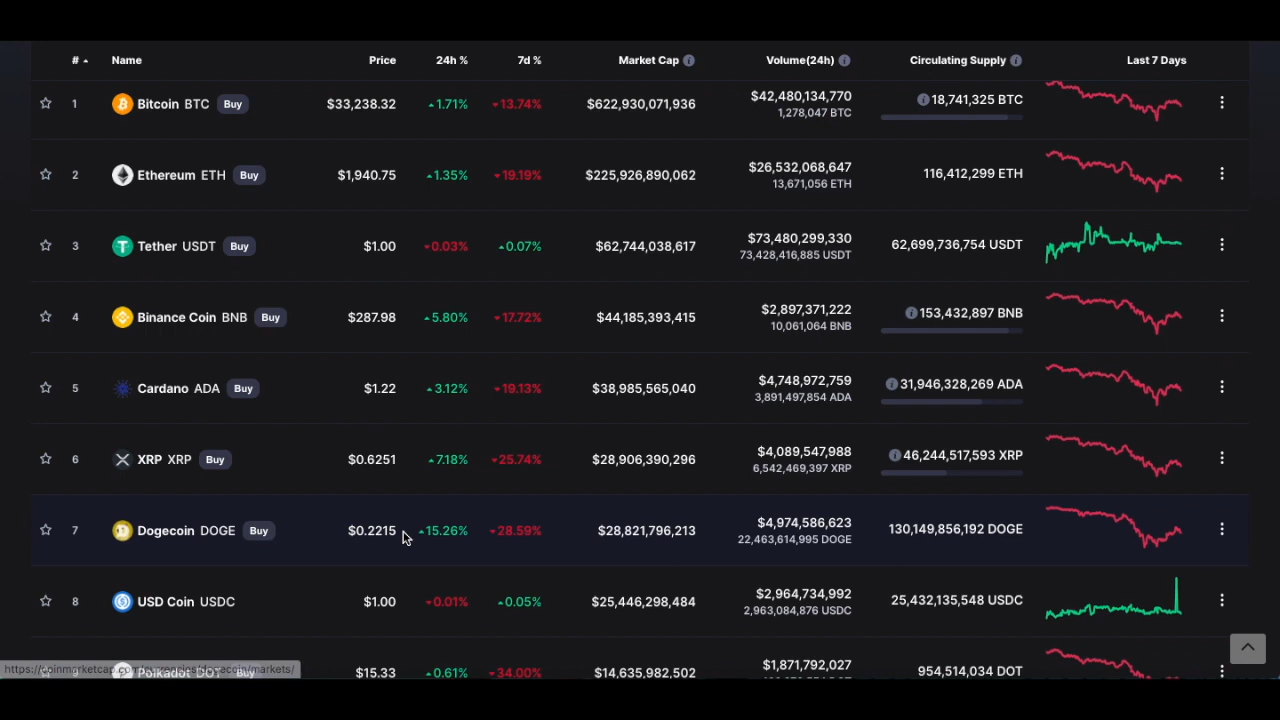 # Name Price 24h % 7d % Market Cap Volume(24h) Circulating Supply Last 7 Days
1 Bitcoin BTC Buy $33,238.32 1.71% 13.74% $622,930,071,936 $42,480,134,770 18,741,325 BTC
1,278,047 BTC
2 Ethereum ETH Buy $1,940.75 1.35% 19.19% $225,926,890,062 $26,532,068,647 116,412,299 ETH
13,671,056 ETH
3 Tether USDT Buy $1.00 0.03% 0.07% $62,744,038,617 $73,480,299,330 62,699,736,754 USDT
73,428,416,885 USDT
4 Binance Coin BNB Buy $287.98 5.80% 17.72% $44,185,393,415 $2,897,371,222 153,432,897 BNB
10,061,064 BNB
5 Cardano ADA Buy $1.22 3.12% 19.13% $38,985,565,040 $4,748,972,759 31,946,328,269 ADA
3,891,497,854 ADA
6 XRP XRP Buy $0.6251 7.18% 25.74% $28,906,390,296 $4,089,547,988 46,244,517,593 XRP
6,542,469,397 XRP
7 Dogecoin DOGE Buy $0.2215 15.26% 28.59% $28,821,796,213 $4,974,586,623 130,149,856,192 DOGE
22,463,614,995 DOGE
8 USD Coin USDC $1.00 0.01% 0.05% $25,446,298,484 $2,964,734,992 25,432,135,548 USDC
2,963,084,876 USDC
Polkadot DOT Buy $15.33 0.61% 34.00% $14,635,982,502 $1,871,792,027 954,514,034 DOT
https://coinmarketcap.com/currencies/dogecoin/markets/